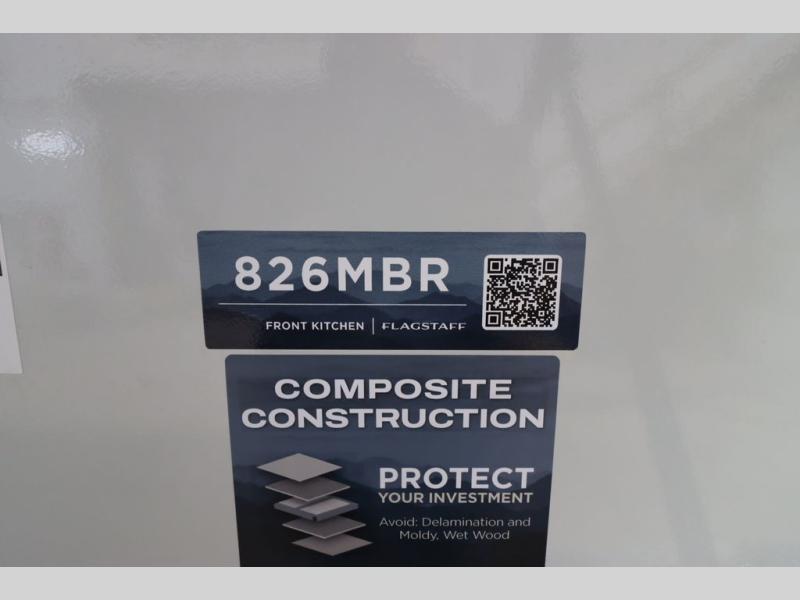 826MBR
FRONT KITCHEN | FLAGSTAFF
COMPOSITE
CONSTRUCTION
PROTECT
YOUR INVESTMENT
Avoid: Delamination and
Moldy, Wet Wood